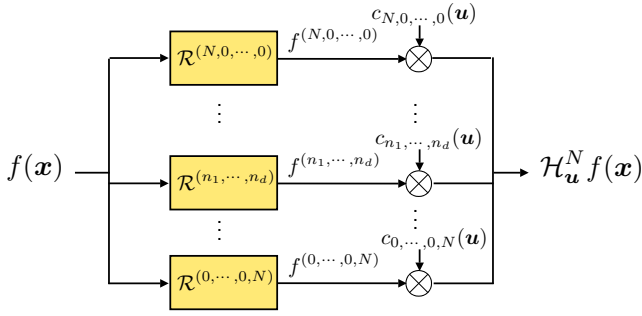 c_{N,0,⋯,0}(𝒖)
ℛ^{(N,0,⋯,0)} f^{(N,0,⋯,0)}
⋮ ⋮
c_{n_1,⋯,n_d}(𝒖)
f(𝒙) ℛ^{(n_1,⋯,n_d)} f^{(n_1,⋯,n_d)} ℋ_𝒖^N f(𝒙)
⋮ ⋮
c_{0,⋯,0,N}(𝒖)
ℛ^{(0,⋯,0,N)} f^{(0,⋯,0,N)}